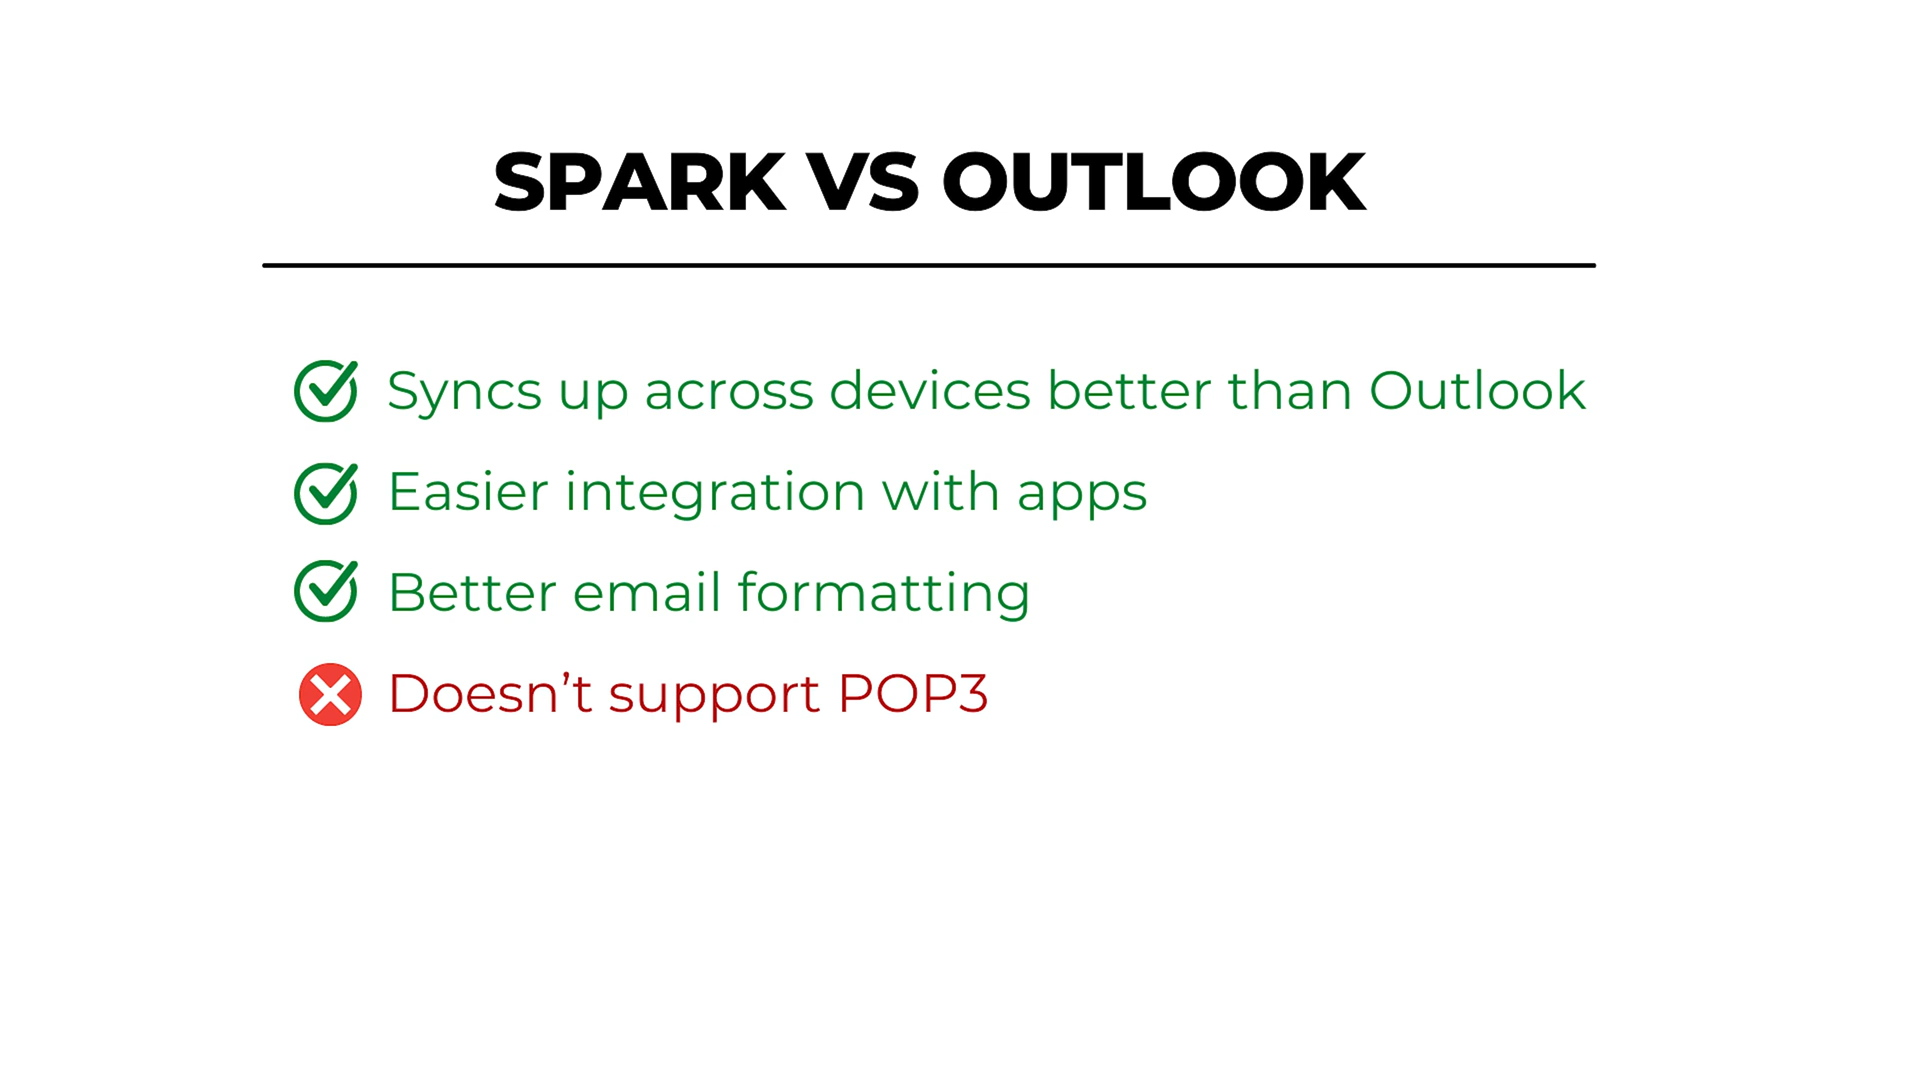 SPARK VS OUTLOOK
Syncs up across devices better than Outlook
Easier integration with apps
Better email formatting
Doesn’t support POP3